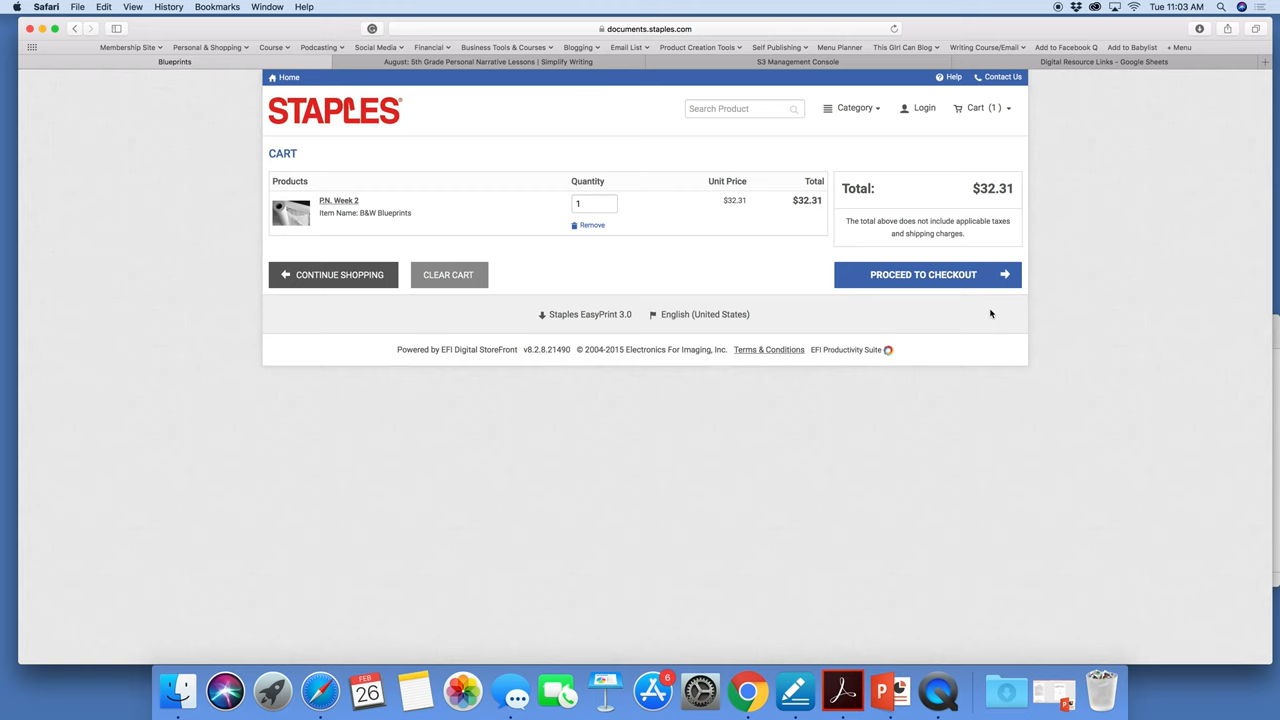 Safari File Edit View History Bookmarks Window Help Tue 11:03 AM
documents.staples.com
Membership Site Personal & Shopping Course Podcasting Social Media Financial Business Tools & Courses Blogging Email List Product Creation Tools Self Publishing Menu Planner This Girl Can Blog Writing Course/Email Add to Facebook Q Add to Babylist + Menu
Blueprints August: 5th Grade Personal Narrative Lessons | Simplify Writing S3 Management Console Digital Resource Links – Google Sheets
Home Help Contact Us
STAPLES Search Product Category Login Cart (1)
CART
Products Quantity Unit Price Total
P.N. Week 2 1 $32.31 $32.31
Item Name: B&W Blueprints
Remove
Total: $32.31
The total above does not include applicable taxes
and shipping charges.
CONTINUE SHOPPING CLEAR CART PROCEED TO CHECKOUT
Staples EasyPrint 3.0 English (United States)
Powered by EFI Digital StoreFront v8.2.8.21490 © 2004-2015 Electronics For Imaging, Inc. Terms & Conditions EFI Productivity Suite
FEB
26
6